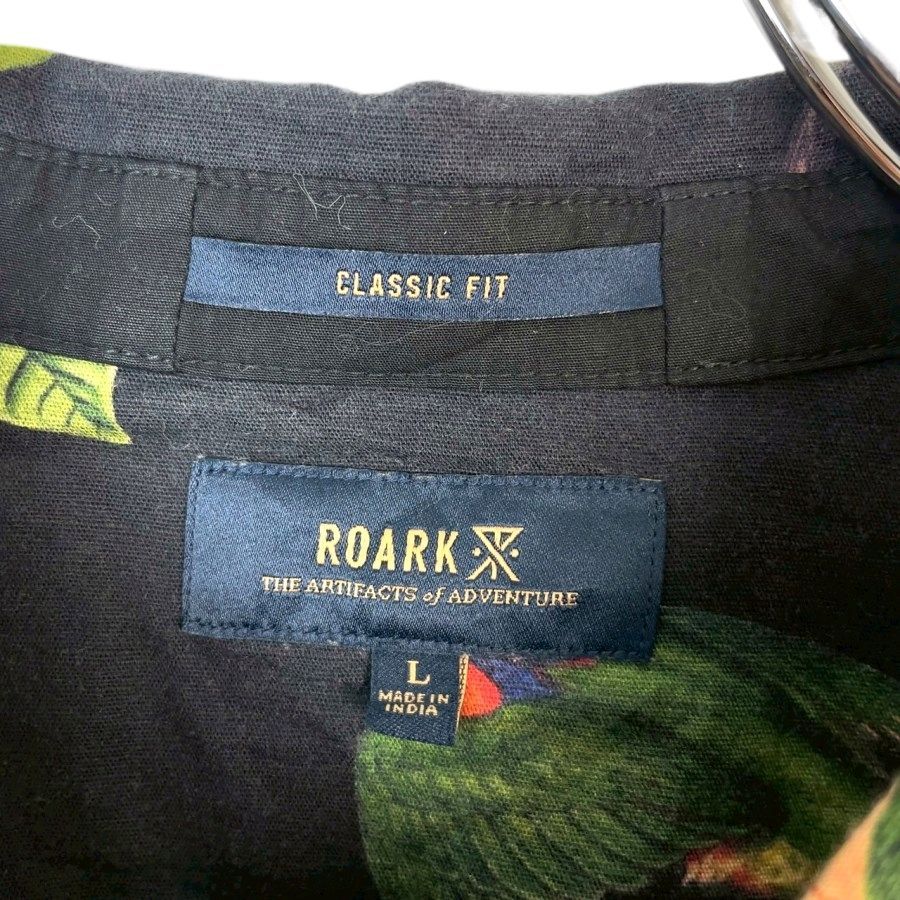 CLASSIC FIT
ROARK
THE ARTIFACTS of ADVENTURE
L
MADE IN
INDIA